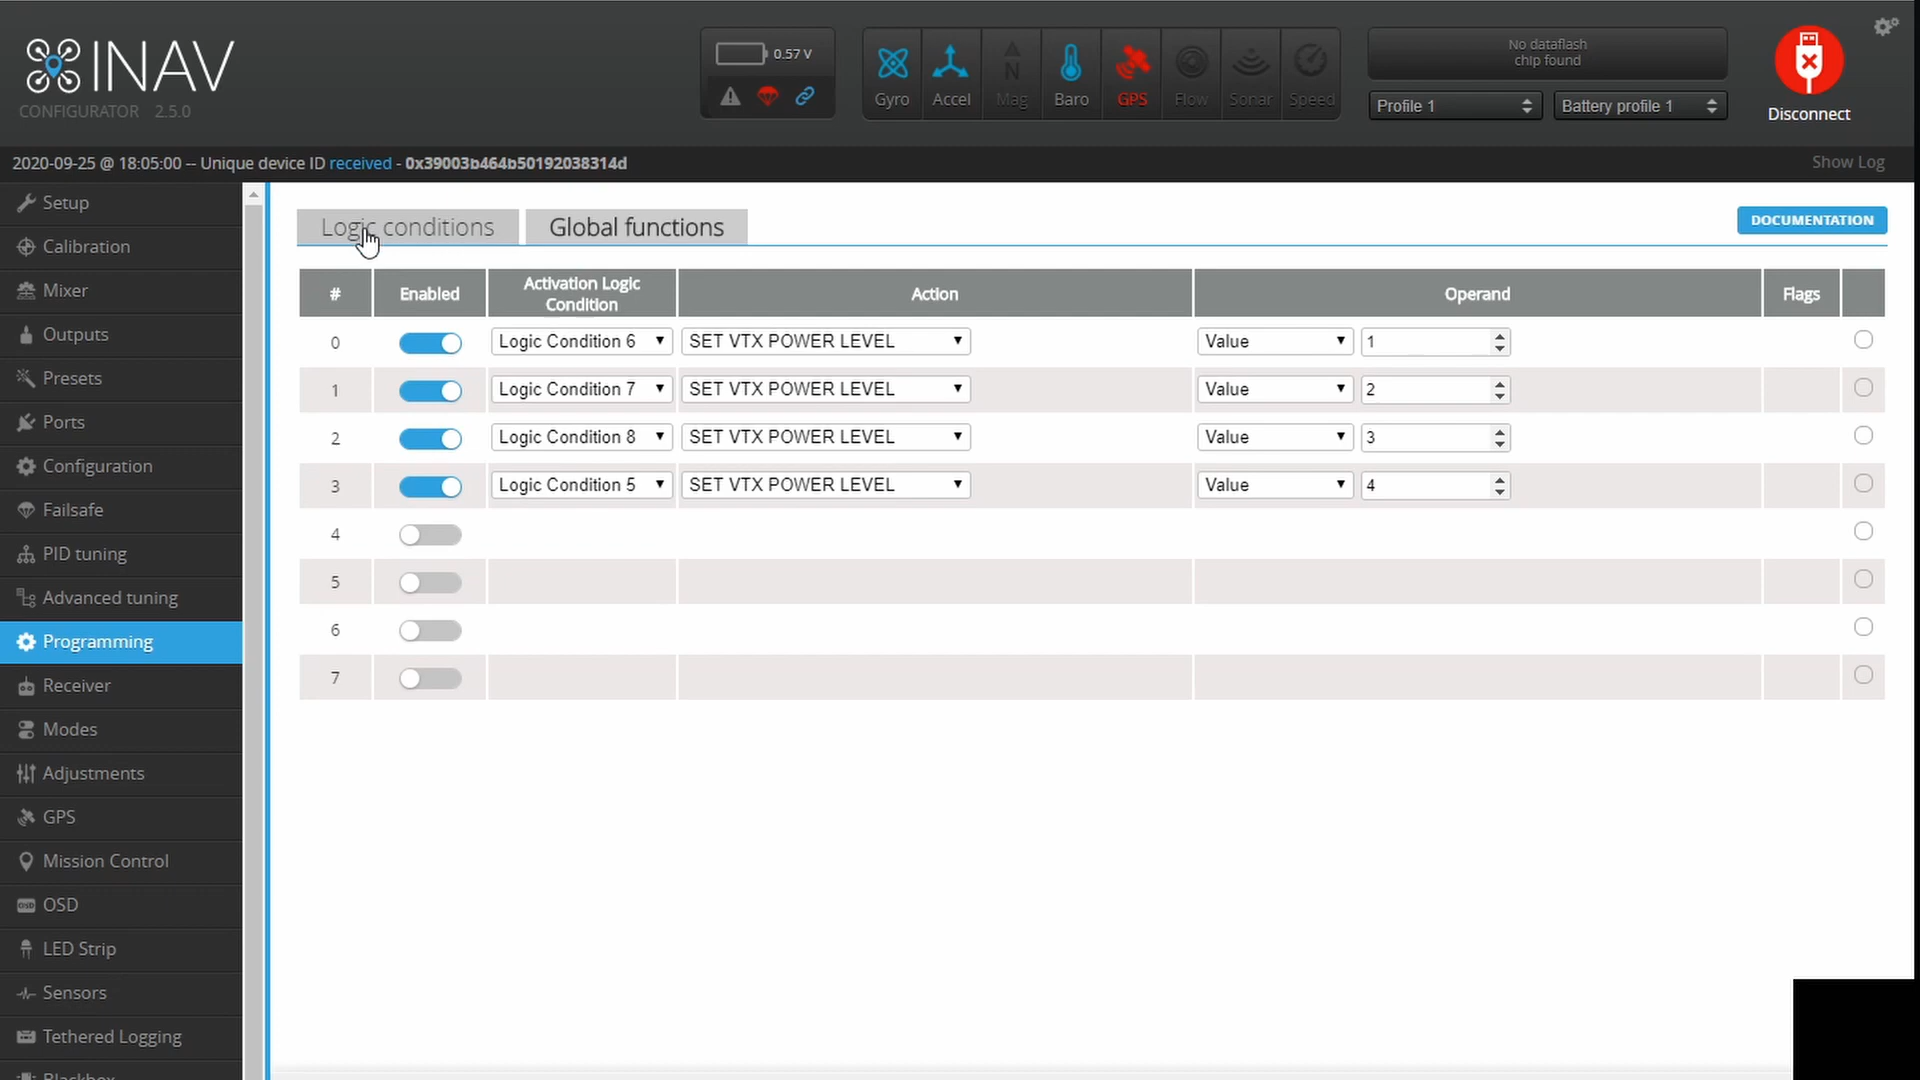 INAV
CONFIGURATOR 2.5.0
0.57 V
Gyro
Accel
Mag
Baro
GPS
Flow
Sonar
Speed
No dataflash
chip found
Profile 1
Battery profile 1
Disconnect
2020-09-25 @ 18:05:00 -- Unique device ID received - 0x39003b464b50192038314d
Show Log
Setup
Calibration
Mixer
Outputs
Presets
Ports
Configuration
Failsafe
PID tuning
Advanced tuning
Programming
Receiver
Modes
Adjustments
GPS
Mission Control
OSD
LED Strip
Sensors
Tethered Logging
Blackbox
Logic conditions
Global functions
DOCUMENTATION
# Enabled Activation Logic Condition Action Operand Flags
0 Logic Condition 6 SET VTX POWER LEVEL Value 1
1 Logic Condition 7 SET VTX POWER LEVEL Value 2
2 Logic Condition 8 SET VTX POWER LEVEL Value 3
3 Logic Condition 5 SET VTX POWER LEVEL Value 4
4
5
6
7